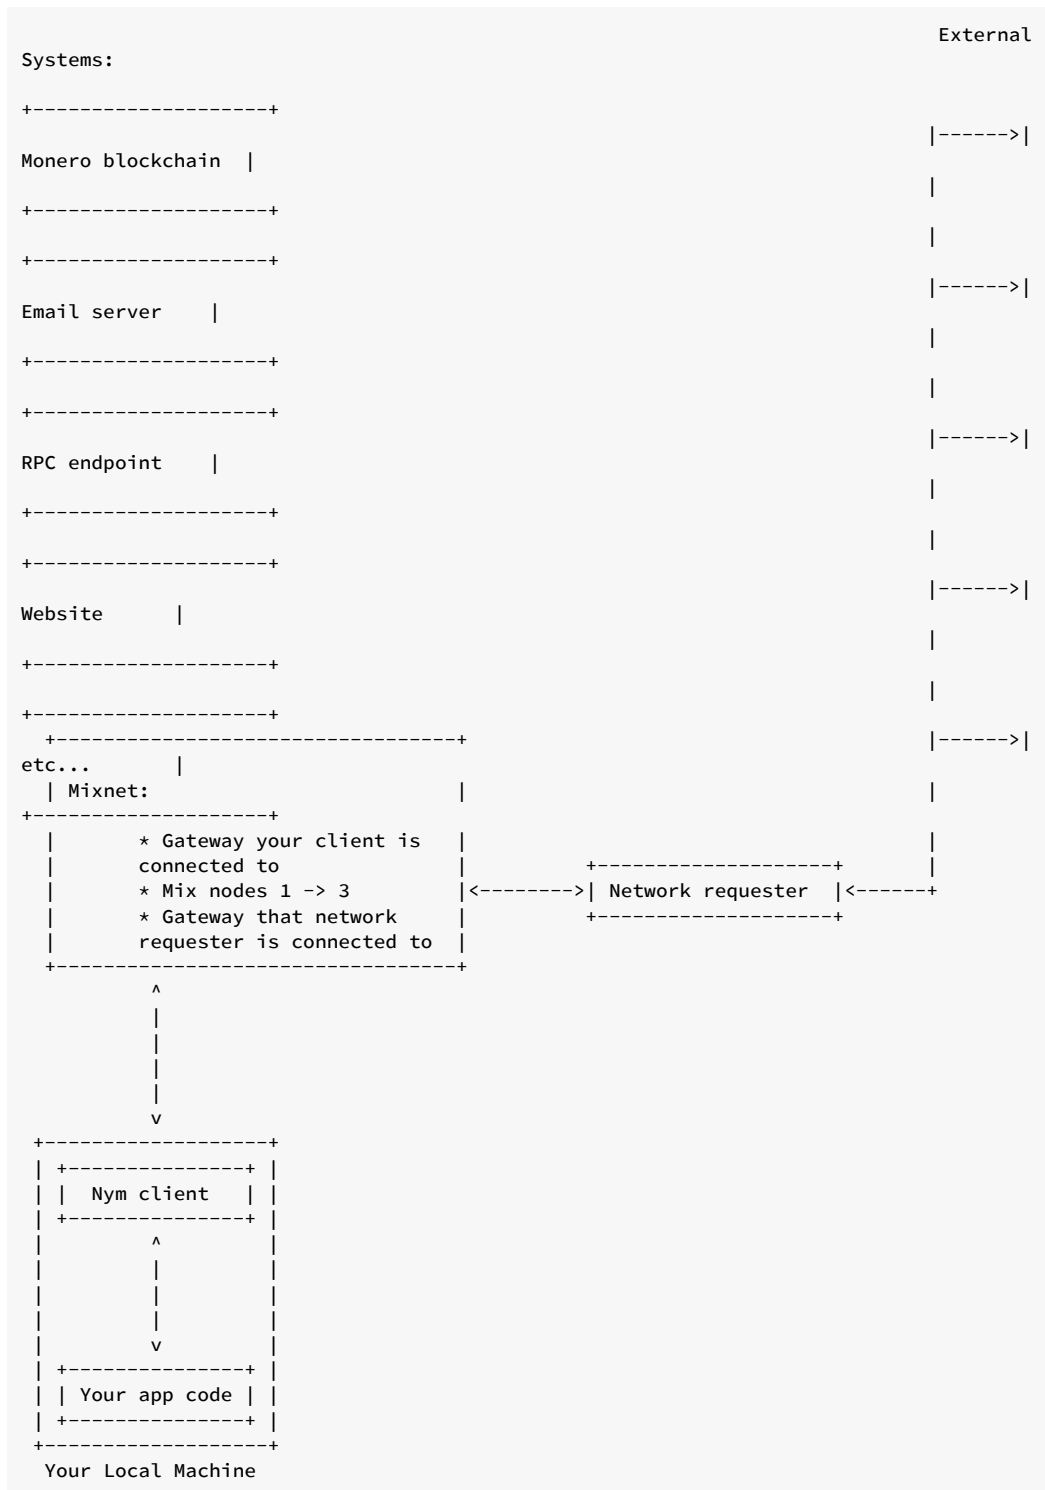 External
Systems:
+--------------------+
                                                                             |------>|
Monero blockchain  |
                                                                             |
+--------------------+
                                                                             |
+--------------------+
                                                                             |------>|
Email server    |
                                                                             |
+--------------------+
                                                                             |
+--------------------+
                                                                             |------>|
RPC endpoint    |
                                                                             |
+--------------------+
                                                                             |
+--------------------+
                                                                             |------>|
Website      |
                                                                             |
+--------------------+
                                                                             |
+--------------------+
  +----------------------------------+                                       |------>|
etc...       |
  | Mixnet:                          |                                       |
+--------------------+
  |       * Gateway your client is   |                                       |
  |       connected to               |          +--------------------+       |
  |       * Mix nodes 1 -> 3         |<-------->| Network requester  |<------+
  |       * Gateway that network     |          +--------------------+
  |       requester is connected to  |
  +----------------------------------+
           ^
           |
           |
           |
           |
           v
 +-------------------+
 | +---------------+ |
 | |  Nym client   | |
 | +---------------+ |
 |         ^         |
 |         |         |
 |         |         |
 |         |         |
 |         v         |
 | +---------------+ |
 | | Your app code | |
 | +---------------+ |
 +-------------------+
  Your Local Machine